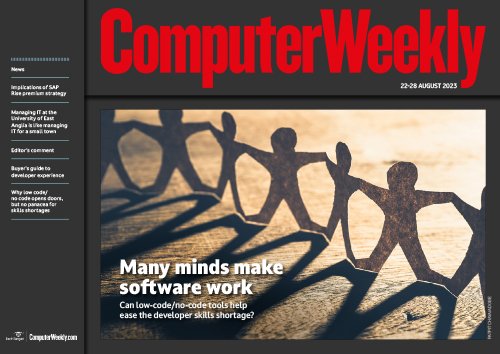 ComputerWeekly
22-28 AUGUST 2023
News
Implications of SAP
Rise premium strategy
Managing IT at the
University of East
Anglia is like managing
IT for a small town
Editor's comment
Buyer's guide to
developer experience
Why low code/
no code opens doors,
but no panacea for
skills shortages
Many minds make
software work
Can low-code/no-code tools help
ease the developer skills shortage?
ComputerWeekly.com